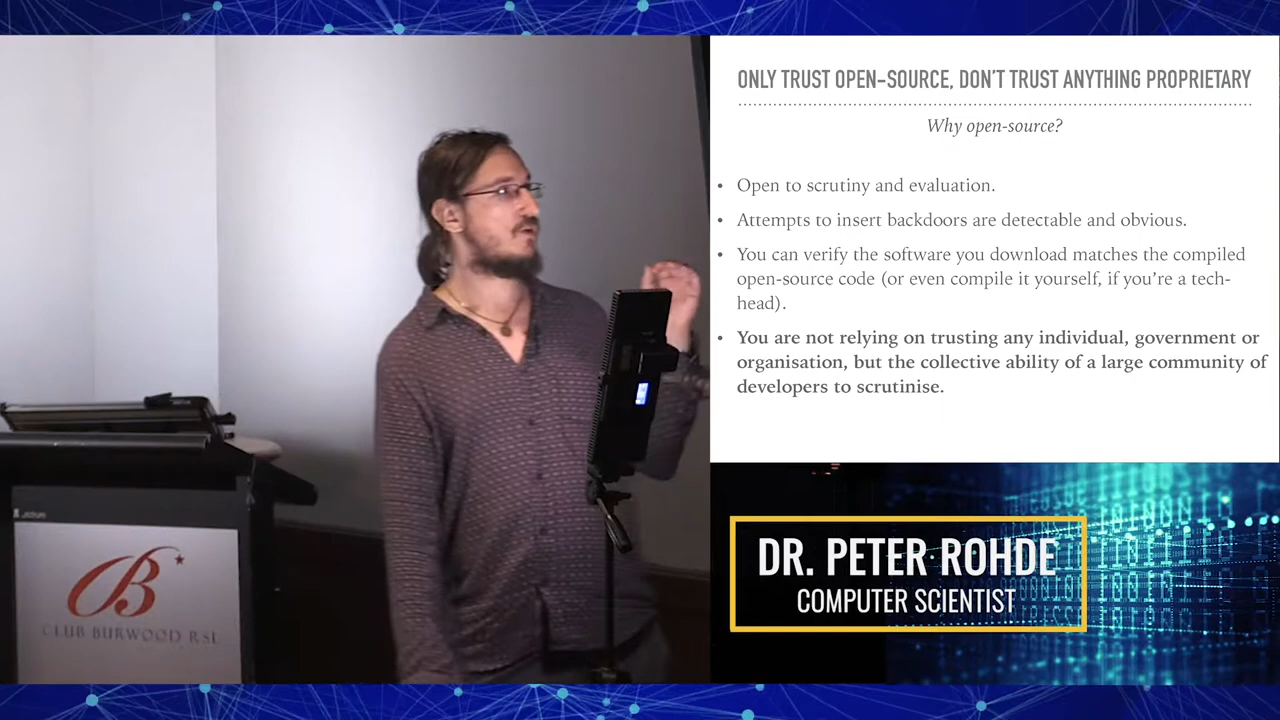 ONLY TRUST OPEN-SOURCE, DON'T TRUST ANYTHING PROPRIETARY
Why open-source?
• Open to scrutiny and evaluation.
• Attempts to insert backdoors are detectable and obvious.
• You can verify the software you download matches the compiled
open-source code (or even compile it yourself, if you're a tech-
head).
• You are not relying on trusting any individual, government or
organisation, but the collective ability of a large community of
developers to scrutinise.
DR. PETER ROHDE
COMPUTER SCIENTIST
B
CLUB BURWOOD RSL